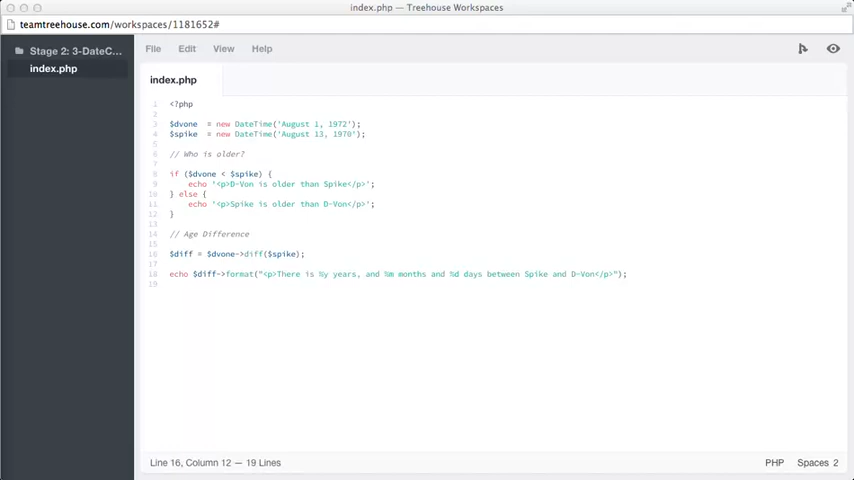 index.php — Treehouse Workspaces
teamtreehouse.com/workspaces/1181652#
Stage 2: 3-DateC...
index.php
File Edit View Help
index.php
1 <?php
2
3 $dvone = new DateTime('August 1, 1972');
4 $spike = new DateTime('August 13, 1970');
5
6 // Who is older?
7
8 if ($dvone < $spike) {
9 echo '<p>D-Von is older than Spike</p>';
10 } else {
11 echo '<p>Spike is older than D-Von</p>';
12 }
13
14 // Age Difference
15
16 $diff = $dvone->diff($spike);
17
18 echo $diff->format("<p>There is %y years, and %m months and %d days between Spike and D-Von</p>");
19
Line 16, Column 12 — 19 Lines
PHP Spaces 2